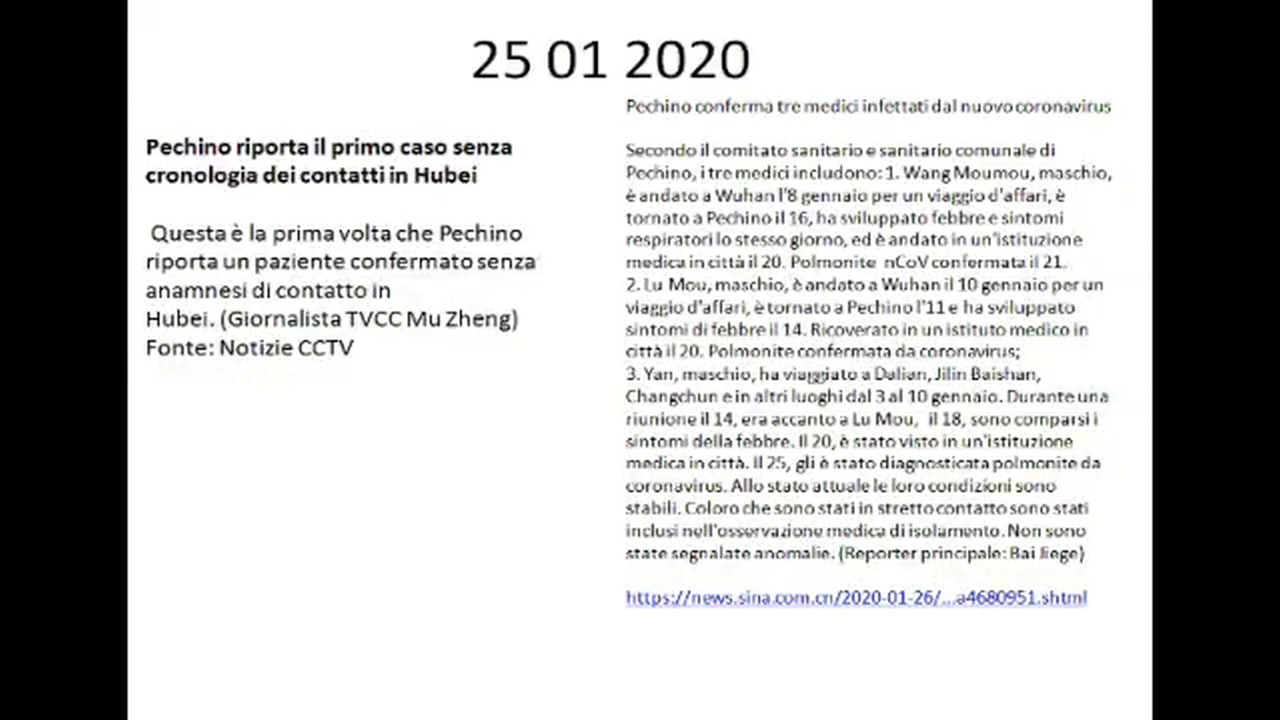 25 01 2020
Pechino riporta il primo caso senza
cronologia dei contatti in Hubei
Questa è la prima volta che Pechino
riporta un paziente confermato senza
anamnesi di contatto in
Hubei. (Giornalista TVCC Mu Zheng)
Fonte: Notizie CCTV
Pechino conferma tre medici infettati dal nuovo coronavirus
Secondo il comitato sanitario e sanitario comunale di
Pechino, i tre medici includono: 1. Wang Moumou, maschio,
è andato a Wuhan l'8 gennaio per un viaggio d'affari, è
tornato a Pechino il 16, ha sviluppato febbre e sintomi
respiratori lo stesso giorno, ed è andato in un'istituzione
medica in città il 20. Polmonite nCoV confermata il 21.
2. Lu Mou, maschio, è andato a Wuhan il 10 gennaio per un
viaggio d'affari, è tornato a Pechino l'11 e ha sviluppato
sintomi di febbre il 14. Ricoverato in un istituto medico in
città il 20. Polmonite confermata da coronavirus;
3. Yan, maschio, ha viaggiato a Dalian, Jilin Baishan,
Changchun e in altri luoghi dal 3 al 10 gennaio. Durante una
riunione il 14, era accanto a Lu Mou, il 18, sono comparsi i
sintomi della febbre. Il 20, è stato visto in un'istituzione
medica in città. Il 25, gli è stato diagnosticata polmonite da
coronavirus. Allo stato attuale le loro condizioni sono
stabili. Coloro che sono stati in stretto contatto sono stati
inclusi nell'osservazione medica di isolamento. Non sono
state segnalate anomalie. (Reporter principale: Bai Jiege)
https://news.sina.com.cn/2020-01-26/...a4680951.shtml